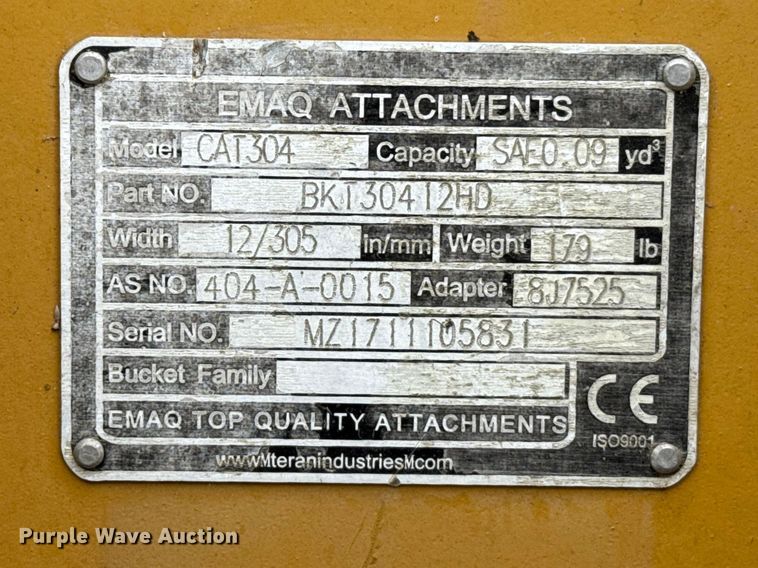 EMAQ ATTACHMENTS
Model CAT304 Capacity SAE0.09 yd³
Part NO. BKT30412HD
Width 12/305 in/mm Weight 179 lb
AS NO. 404-A-0015 Adapter 8J7525
Serial NO. MZ1711105831
Bucket Family
EMAQ TOP QUALITY ATTACHMENTS
CE
ISO9001
wwwMteranindustriesMcom
Purple Wave Auction